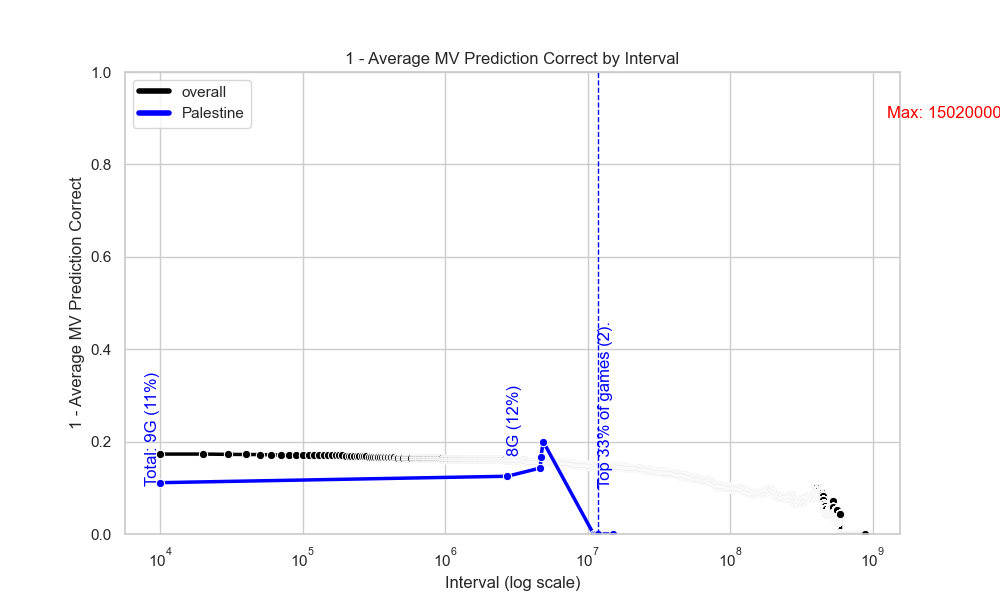 1 - Average MV Prediction Correct by Interval
1 - Average MV Prediction Correct
1.0
0.8
0.6
0.4
0.2
0.0
overall
Palestine
Max: 15020000
Total: 9G (11%)
8G (12%)
Top 33% of games (2).
10^4
10^5
10^6
10^7
10^8
10^9
Interval (log scale)